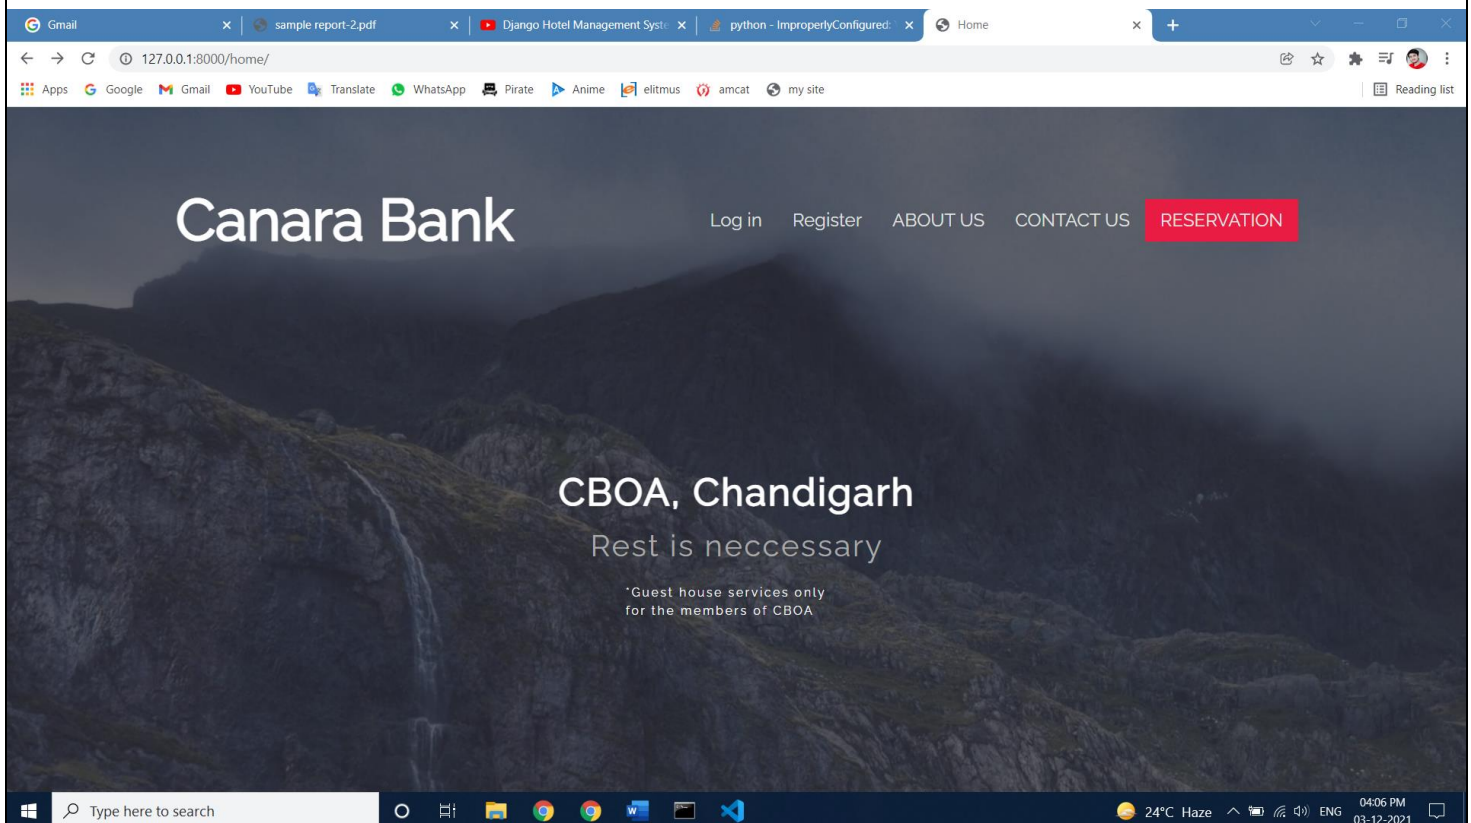 Gmail
sample report-2.pdf
Django Hotel Management Syste
python - ImproperlyConfigured: '
Home
127.0.0.1:8000/home/
Apps Google Gmail YouTube Translate WhatsApp Pirate Anime elitmus amcat my site Reading list
Canara Bank
Log in Register ABOUT US CONTACT US RESERVATION
CBOA, Chandigarh
Rest is neccessary
*Guest house services only
for the members of CBOA
Type here to search
24°C Haze ENG
04:06 PM
03-12-2021